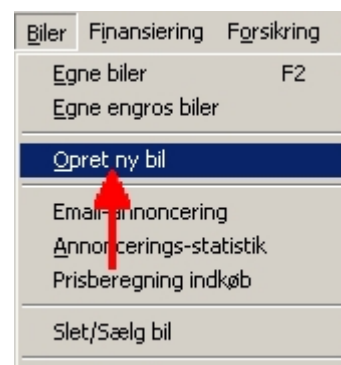 Biler Finansiering Forsikring
Egne biler F2
Egne engros biler
Opret ny bil
Email-annoncering
Annoncerings-statistik
Prisberegning indkøb
Slet/Sælg bil